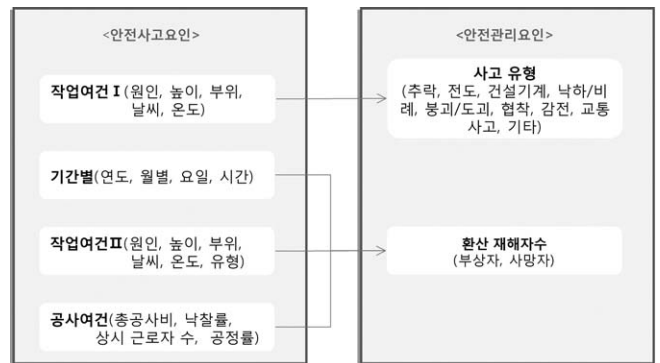 <안전사고요인>
작업여건Ⅰ(원인, 높이, 부위,
날씨, 온도)
기간별(연도, 월별, 요일, 시간)
작업여건Ⅱ(원인, 높이, 부위,
날씨, 온도, 유형)
공사여건(총공사비, 낙찰률,
상시 근로자 수, 공정률)
<안전관리요인>
사고 유형
(추락, 전도, 건설기계, 낙하/비
례, 붕괴/도괴, 협착, 감전, 교통
사고, 기타)
환산 재해자수
(부상자, 사망자)